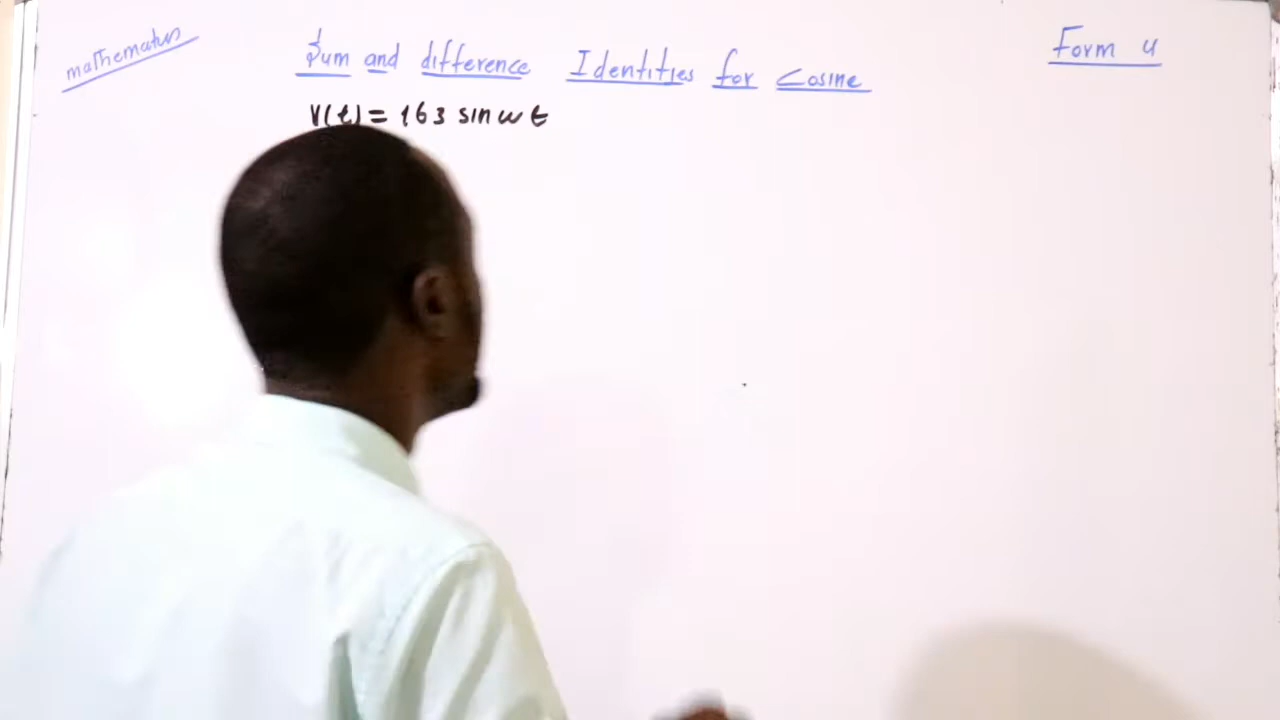 mathematics
Sum and difference Identities for Cosine
Form 4
V(t) = 163 sin ω t